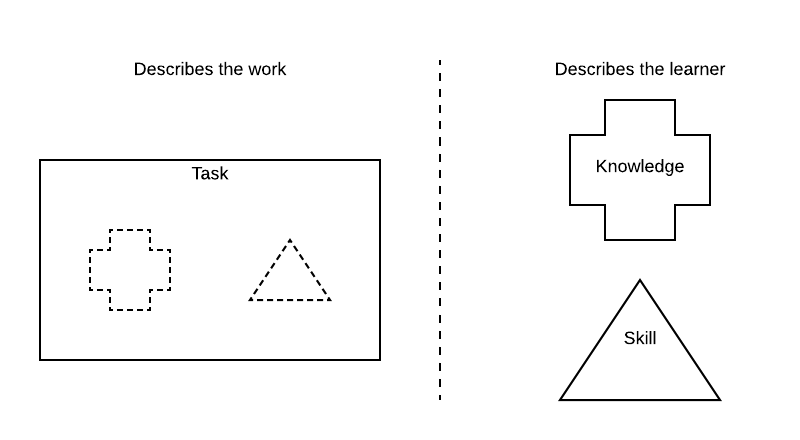 Describes the work
Describes the learner
Task
Knowledge
Skill